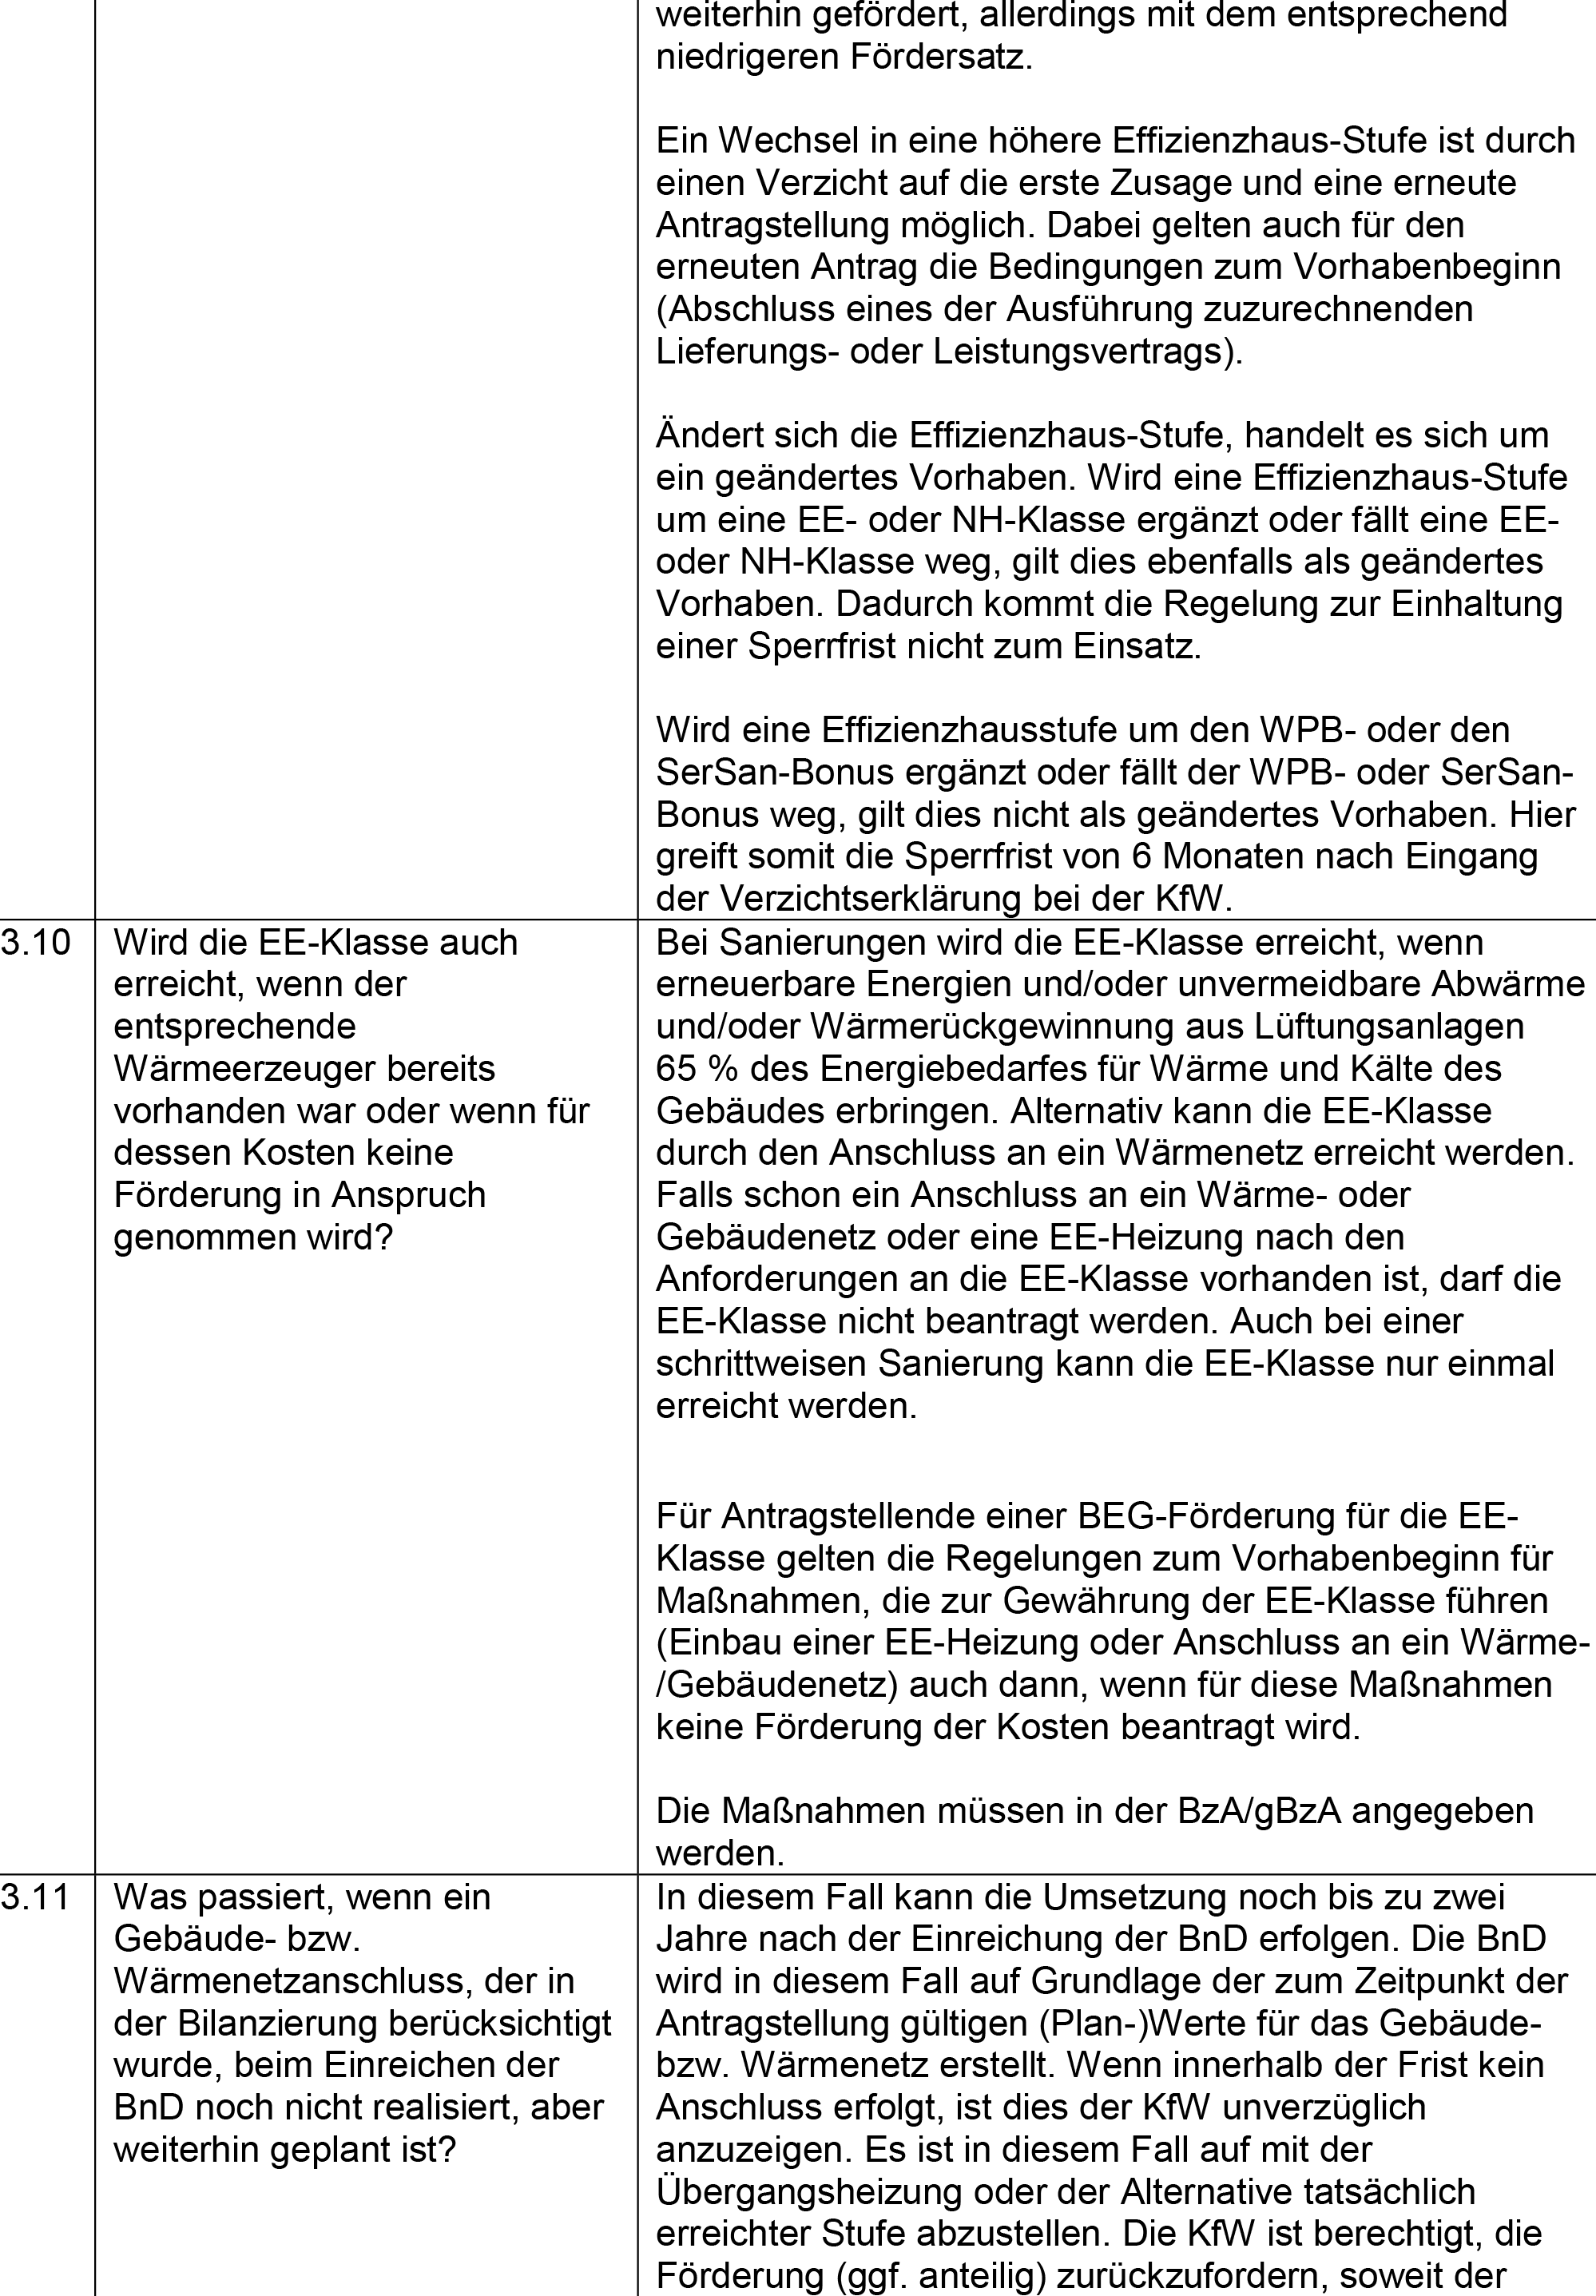 weiterhin gefördert, allerdings mit dem entsprechend
niedrigeren Fördersatz.
Ein Wechsel in eine höhere Effizienzhaus-Stufe ist durch
einen Verzicht auf die erste Zusage und eine erneute
Antragstellung möglich. Dabei gelten auch für den
erneuten Antrag die Bedingungen zum Vorhabenbeginn
(Abschluss eines der Ausführung zuzurechnenden
Lieferungs- oder Leistungsvertrags).
Ändert sich die Effizienzhaus-Stufe, handelt es sich um
ein geändertes Vorhaben. Wird eine Effizienzhaus-Stufe
um eine EE- oder NH-Klasse ergänzt oder fällt eine EE-
oder NH-Klasse weg, gilt dies ebenfalls als geändertes
Vorhaben. Dadurch kommt die Regelung zur Einhaltung
einer Sperrfrist nicht zum Einsatz.
Wird eine Effizienzhausstufe um den WPB- oder den
SerSan-Bonus ergänzt oder fällt der WPB- oder SerSan-
Bonus weg, gilt dies nicht als geändertes Vorhaben. Hier
greift somit die Sperrfrist von 6 Monaten nach Eingang
der Verzichtserklärung bei der KfW.
3.10
Wird die EE-Klasse auch
erreicht, wenn der
entsprechende
Wärmeerzeuger bereits
vorhanden war oder wenn für
dessen Kosten keine
Förderung in Anspruch
genommen wird?
Bei Sanierungen wird die EE-Klasse erreicht, wenn
erneuerbare Energien und/oder unvermeidbare Abwärme
und/oder Wärmerückgewinnung aus Lüftungsanlagen
65 % des Energiebedarfes für Wärme und Kälte des
Gebäudes erbringen. Alternativ kann die EE-Klasse
durch den Anschluss an ein Wärmenetz erreicht werden.
Falls schon ein Anschluss an ein Wärme- oder
Gebäudenetz oder eine EE-Heizung nach den
Anforderungen an die EE-Klasse vorhanden ist, darf die
EE-Klasse nicht beantragt werden. Auch bei einer
schrittweisen Sanierung kann die EE-Klasse nur einmal
erreicht werden.
Für Antragstellende einer BEG-Förderung für die EE-
Klasse gelten die Regelungen zum Vorhabenbeginn für
Maßnahmen, die zur Gewährung der EE-Klasse führen
(Einbau einer EE-Heizung oder Anschluss an ein Wärme-
/Gebäudenetz) auch dann, wenn für diese Maßnahmen
keine Förderung der Kosten beantragt wird.
Die Maßnahmen müssen in der BzA/gBzA angegeben
werden.
3.11
Was passiert, wenn ein
Gebäude- bzw.
Wärmenetzanschluss, der in
der Bilanzierung berücksichtigt
wurde, beim Einreichen der
BnD noch nicht realisiert, aber
weiterhin geplant ist?
In diesem Fall kann die Umsetzung noch bis zu zwei
Jahre nach der Einreichung der BnD erfolgen. Die BnD
wird in diesem Fall auf Grundlage der zum Zeitpunkt der
Antragstellung gültigen (Plan-)Werte für das Gebäude-
bzw. Wärmenetz erstellt. Wenn innerhalb der Frist kein
Anschluss erfolgt, ist dies der KfW unverzüglich
anzuzeigen. Es ist in diesem Fall auf mit der
Übergangsheizung oder der Alternative tatsächlich
erreichter Stufe abzustellen. Die KfW ist berechtigt, die
Förderung (ggf. anteilig) zurückzufordern, soweit der